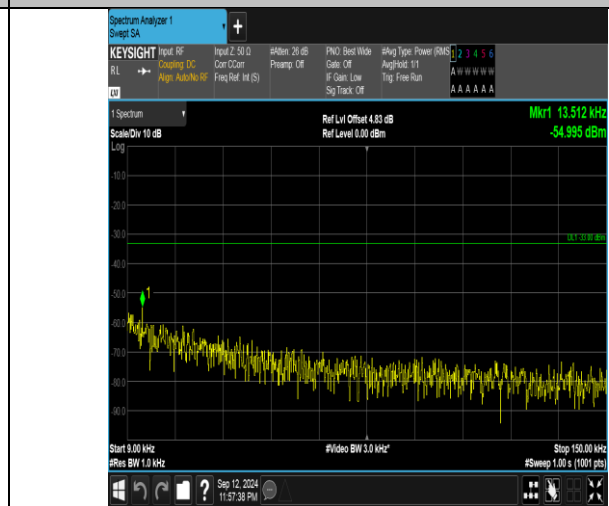 Spectrum Analyzer 1
Swept SA
+
KEYSIGHT Input: RF Input Z: 50 Ω #Atten: 26 dB PNO: Best Wide #Avg Type: Power (RMS 1 2 3 4 5 6
RL Coupling: DC Corr CCorr Preamp: Off Gate: Off Avg|Hold: 1/1 A W W W W W
Align: Auto/No RF Freq Ref: Int (S) IF Gain: Low Trig: Free Run A A A A A A
LXI Sig Track: Off
1 Spectrum Ref Lvl Offset 4.83 dB Mkr1 13.512 kHz
Scale/Div 10 dB Ref Level 0.00 dBm -54.995 dBm
Log
-10.0
-20.0
-30.0
DL1 -33.00 dBm
-40.0
-50.0
1
-60.0
-70.0
-80.0
-90.0
Start 9.00 kHz #Video BW 3.0 kHz* Stop 150.00 kHz
#Res BW 1.0 kHz #Sweep 1.00 s (1001 pts)
? Sep 12, 2024
11:57:38 PM